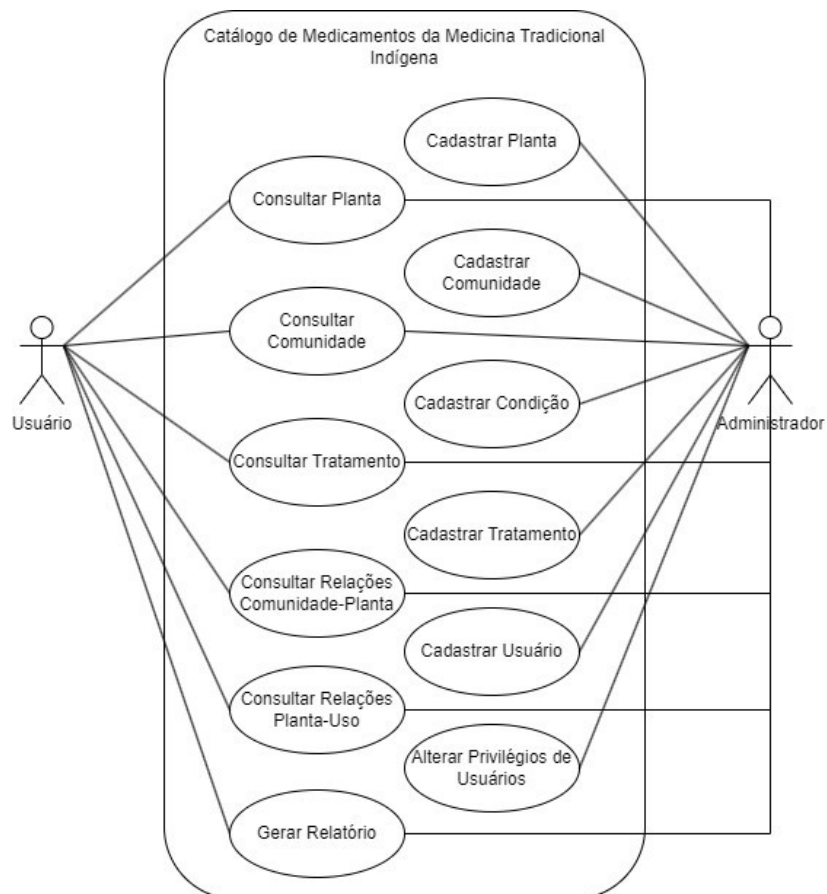 Catálogo de Medicamentos da Medicina Tradicional
Indígena
Cadastrar Planta
Consultar Planta
Cadastrar
Comunidade
Consultar
Comunidade
Cadastrar Condição
Usuário
Administrador
Consultar Tratamento
Cadastrar Tratamento
Consultar Relações
Comunidade-Planta
Cadastrar Usuário
Consultar Relações
Planta-Uso
Alterar Privilégios de
Usuários
Gerar Relatório